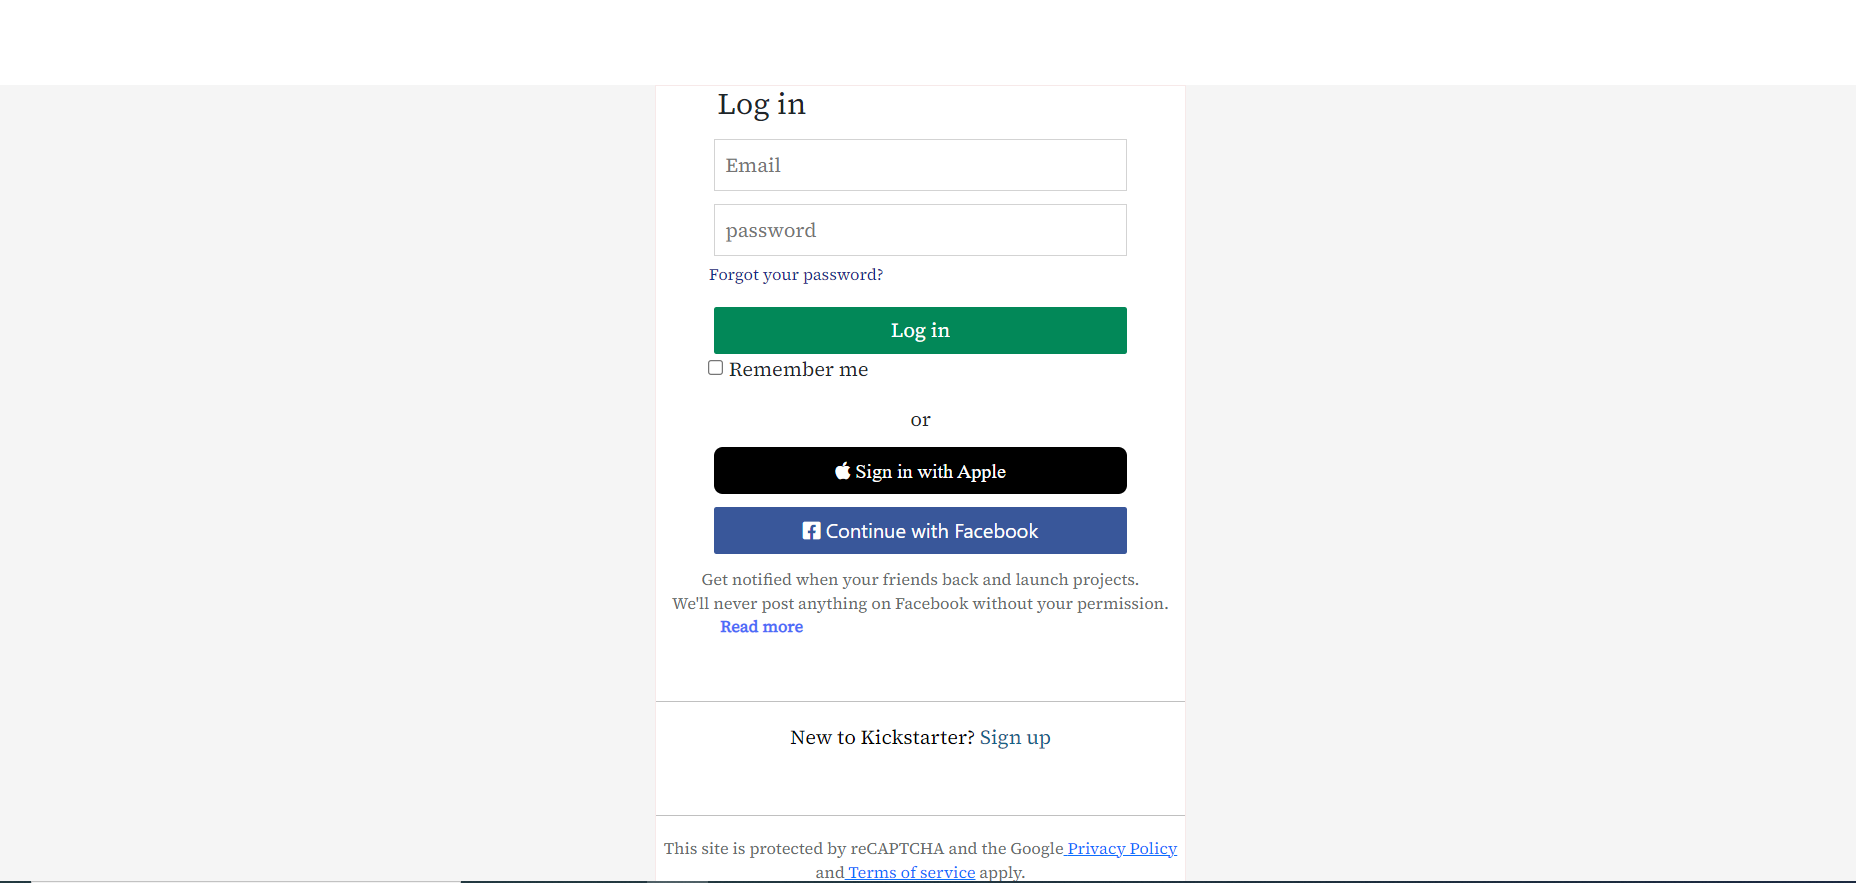 Log in
Email
password
Forgot your password?
Log in
Remember me
or
Sign in with Apple
Continue with Facebook
Get notified when your friends back and launch projects.
We'll never post anything on Facebook without your permission.
Read more
New to Kickstarter? Sign up
This site is protected by reCAPTCHA and the Google Privacy Policy
and Terms of service apply.